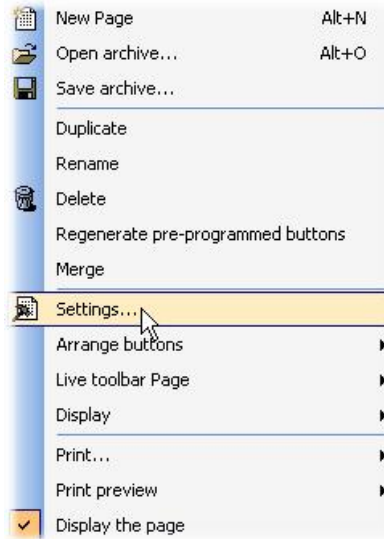 New Page Alt+N
Open archive... Alt+O
Save archive...
Duplicate
Rename
Delete
Regenerate pre-programmed buttons
Merge
Settings...
Arrange buttons
Live toolbar Page
Display
Print...
Print preview
Display the page